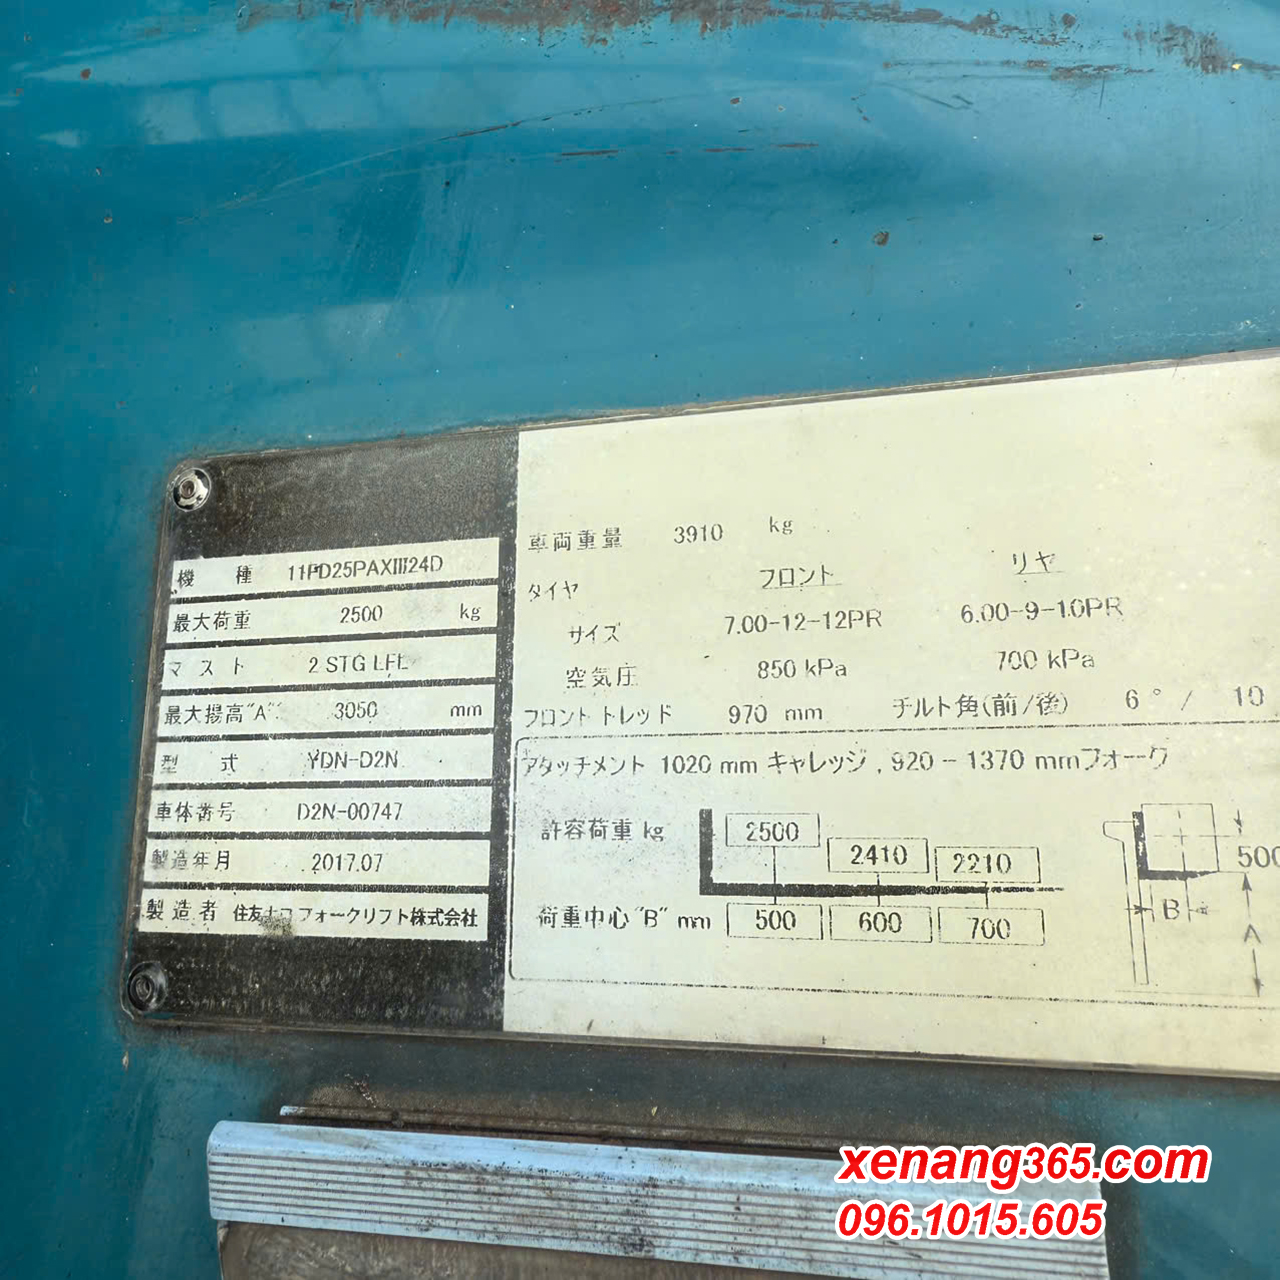 機 種 11FD25PAXⅢ24D
最大荷重 2500 kg
マスト 2 STG LFL
最大揚高"A" 3050 mm
型 式 YDN-D2N
車体番号 D2N-00747
製造年月 2017.07
製造者 住友ナコ フォークリフト株式会社
車両重量 3910 kg
タイヤ フロント リヤ
サイズ 7.00-12-12PR 6.00-9-10PR
空気圧 850 kPa 700 kPa
フロント トレッド 970 mm チルト角(前/後) 6° / 10
アタッチメント 1020 mm キャレッジ, 920 - 1370 mmフォーク
許容荷重 kg 2500 2410 2210
荷重中心 "B" mm 500 600 700
500
B
A
xenang365.com
096.1015.605